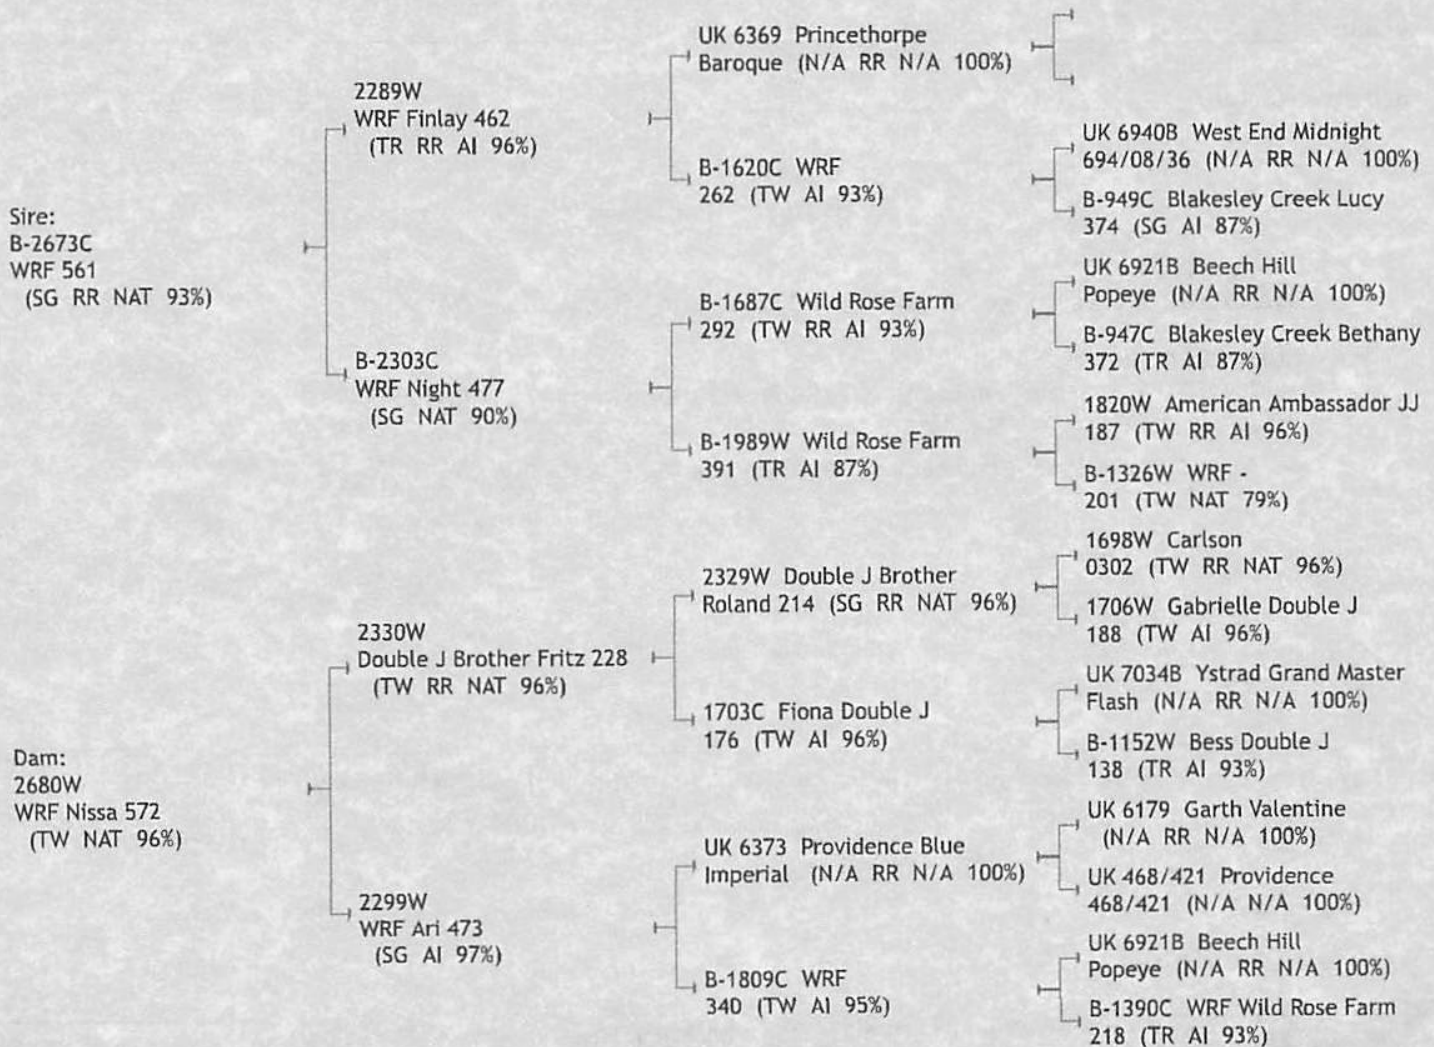 Sire:
B-2673C
WRF 561
(SG RR NAT 93%)
2289W
WRF Finlay 462
(TR RR AI 96%)
B-2303C
WRF Night 477
(SG NAT 90%)
UK 6369 Princethorpe
Baroque (N/A RR N/A 100%)
B-1620C WRF
262 (TW AI 93%)
B-1687C Wild Rose Farm
292 (TW RR AI 93%)
B-1989W Wild Rose Farm
391 (TR AI 87%)
UK 6940B West End Midnight
694/08/36 (N/A RR N/A 100%)
B-949C Blakesley Creek Lucy
374 (SG AI 87%)
UK 6921B Beech Hill
Popeye (N/A RR N/A 100%)
B-947C Blakesley Creek Bethany
372 (TR AI 87%)
1820W American Ambassador JJ
187 (TW RR AI 96%)
B-1326W WRF -
201 (TW NAT 79%)
Dam:
2680W
WRF Nissa 572
(TW NAT 96%)
2330W
Double J Brother Fritz 228
(TW RR NAT 96%)
2299W
WRF Ari 473
(SG AI 97%)
2329W Double J Brother
Roland 214 (SG RR NAT 96%)
1703C Fiona Double J
176 (TW AI 96%)
UK 6373 Providence Blue
Imperial (N/A RR N/A 100%)
B-1809C WRF
340 (TW AI 95%)
1698W Carlson
0302 (TW RR NAT 96%)
1706W Gabrielle Double J
188 (TW AI 96%)
UK 7034B Ystrad Grand Master
Flash (N/A RR N/A 100%)
B-1152W Bess Double J
138 (TR AI 93%)
UK 6179 Garth Valentine
(N/A RR N/A 100%)
UK 468/421 Providence
468/421 (N/A N/A 100%)
UK 6921B Beech Hill
Popeye (N/A RR N/A 100%)
B-1390C WRF Wild Rose Farm
218 (TR AI 93%)